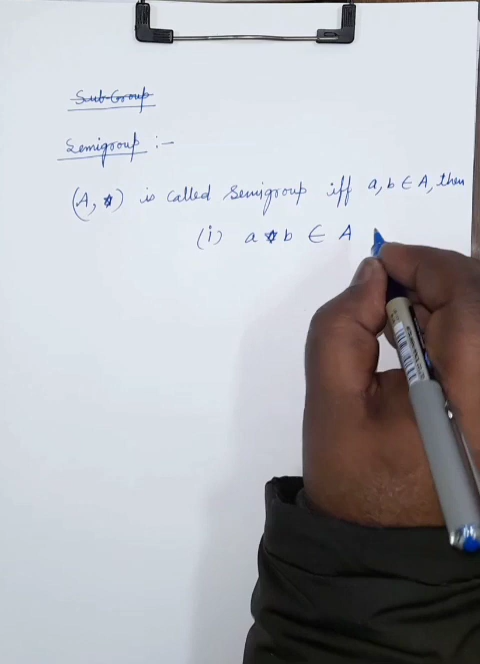 Sub Group
Semigroup :-
(A, *) is called Semigroup iff a, b ∈ A, then
(i) a * b ∈ A